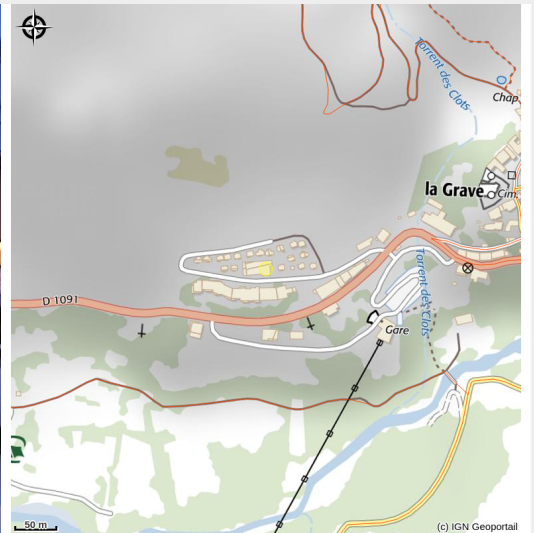 Torrent des Clots
Chap
la Grave
Cim.
D 1091
Torrent des Clots
Gare
50 m
(c) IGN Geoportail